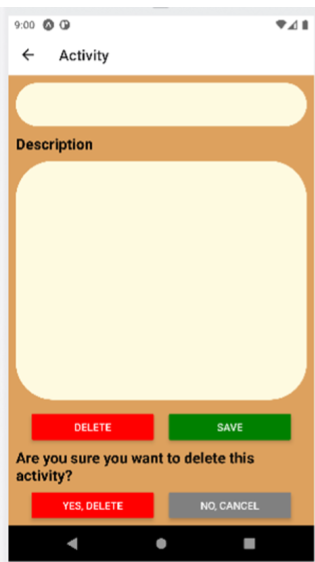 9:00
Activity
Description
DELETE
SAVE
Are you sure you want to delete this
activity?
YES, DELETE
NO, CANCEL